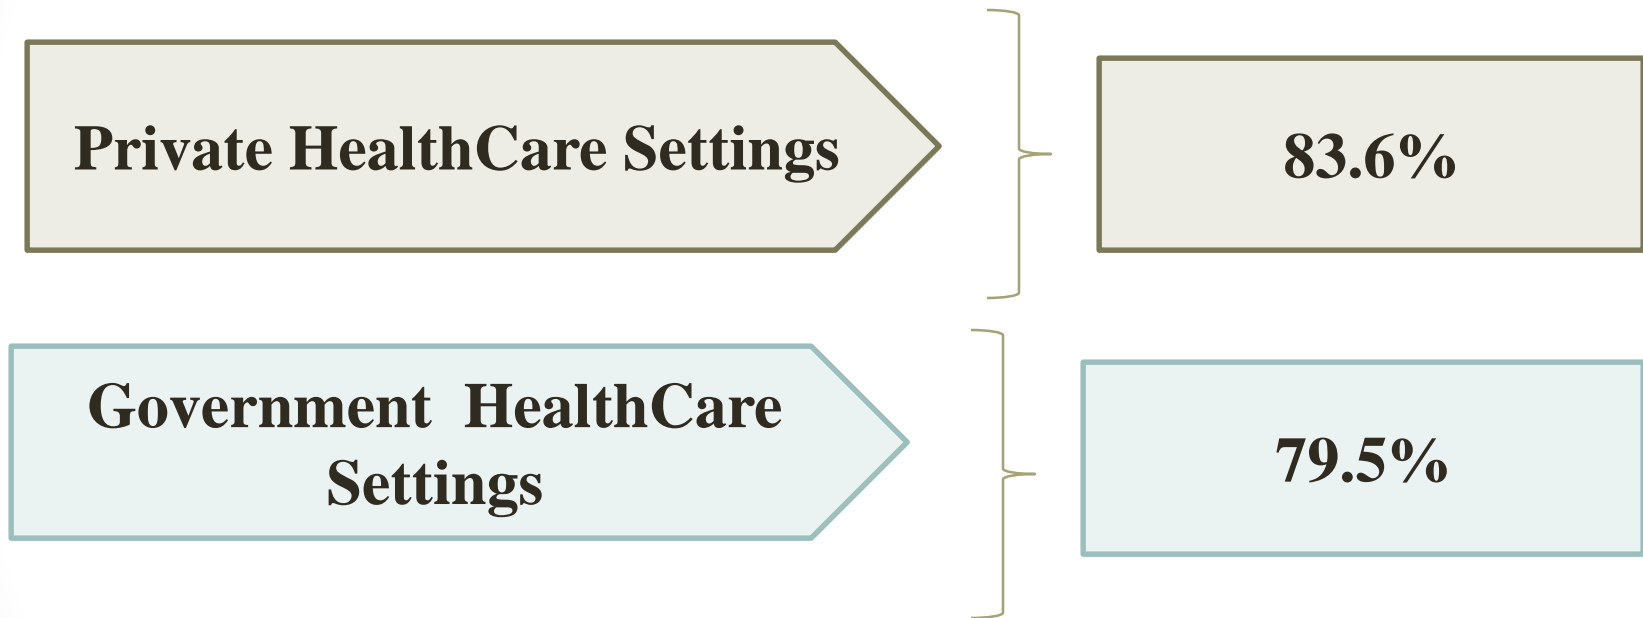 Private HealthCare Settings
83.6%
Government  HealthCare
Settings
79.5%